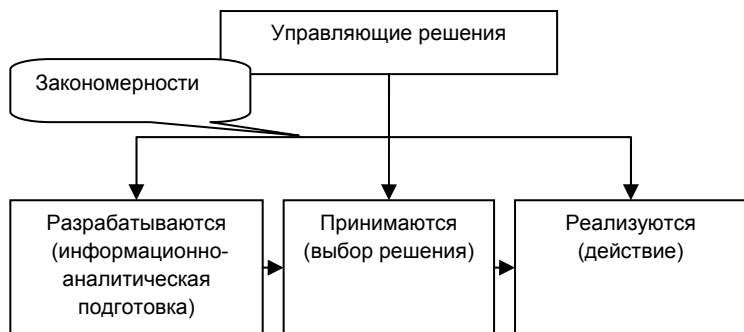 Управляющие решения
Закономерности
Разрабатываются
(информационно-
аналитическая
подготовка)
Принимаются
(выбор решения)
Реализуются
(действие)